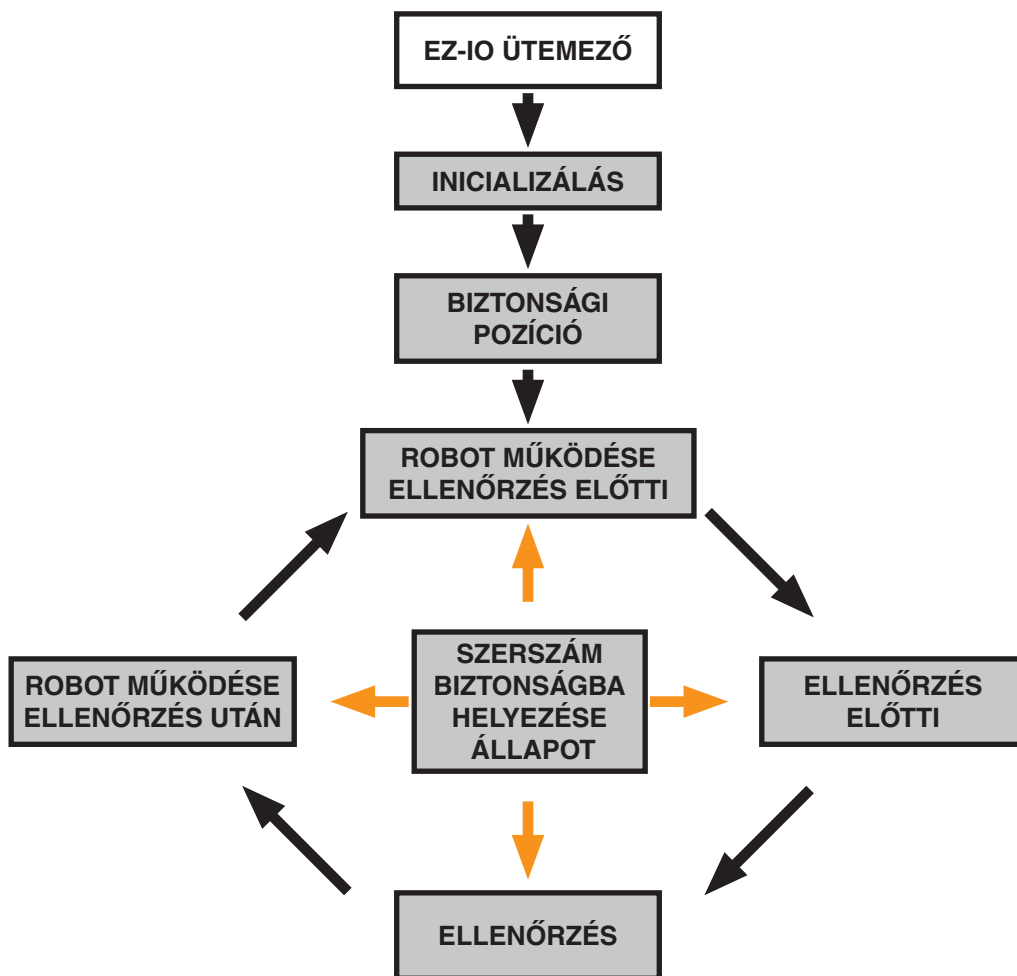 EZ-IO ÜTEMEZŐ
INICIALIZÁLÁS
BIZTONSÁGI
POZÍCIÓ
ROBOT MŰKÖDÉSE
ELLENŐRZÉS ELŐTTI
ROBOT MŰKÖDÉSE
ELLENŐRZÉS UTÁN
SZERSZÁM
BIZTONSÁGBA
HELYEZÉSE
ÁLLAPOT
ELLENŐRZÉS
ELŐTTI
ELLENŐRZÉS